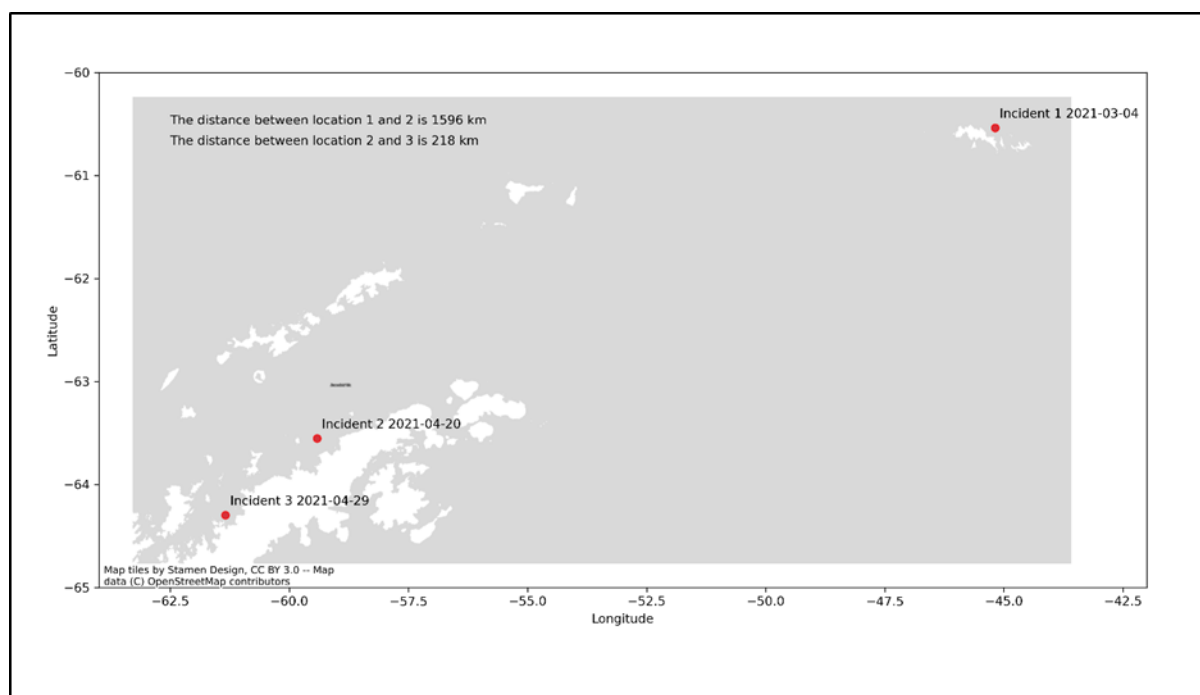 −60
The distance between location 1 and 2 is 1596 km
Incident 1 2021-03-04
The distance between location 2 and 3 is 218 km
−61
−62
Latitude
−63
Incident 2 2021-04-20
−64
Incident 3 2021-04-29
Map tiles by Stamen Design, CC BY 3.0 -- Map
data (C) OpenStreetMap contributors
−65
−62.5 −60.0 −57.5 −55.0 −52.5 −50.0 −47.5 −45.0 −42.5
Longitude